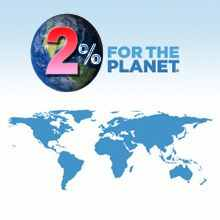 2%
FOR THE
PLANET